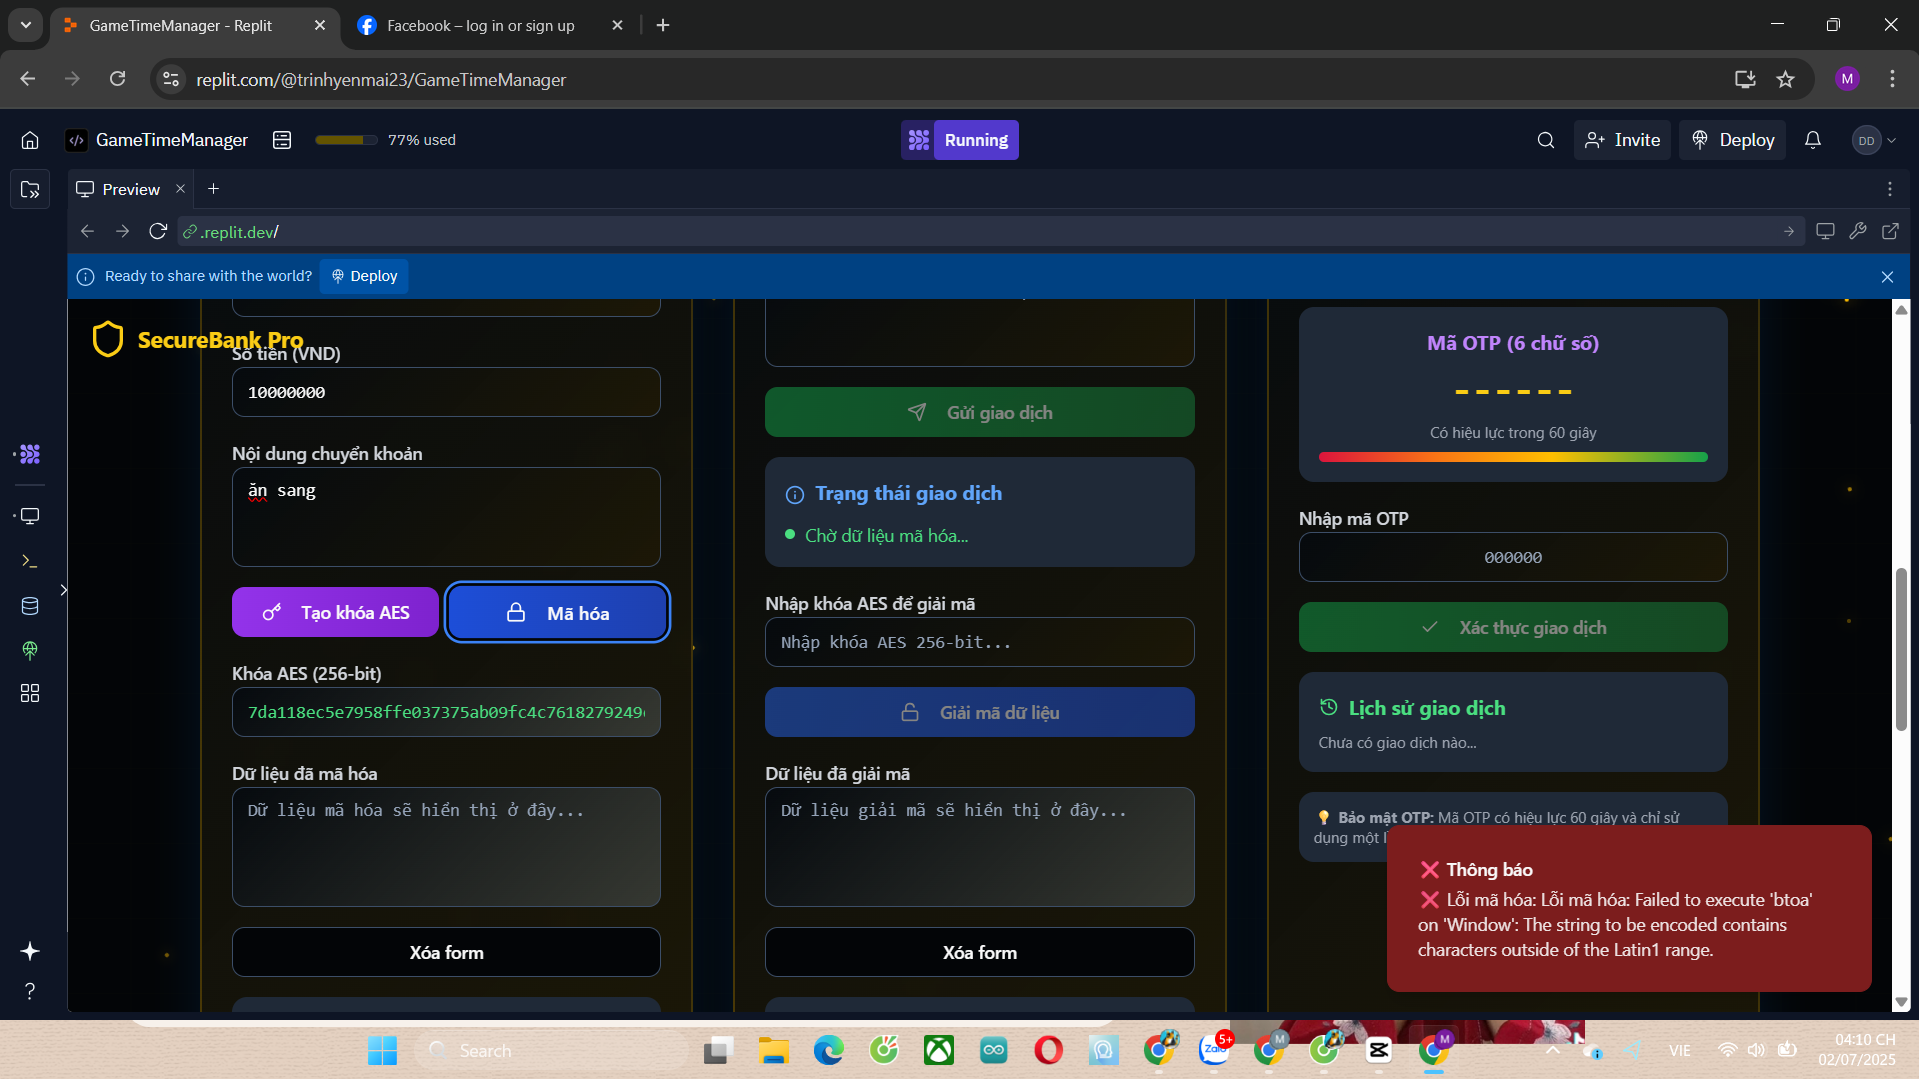 GameTimeManager - Replit
Facebook – log in or sign up
replit.com/@trinhyenmai23/GameTimeManager
M
GameTimeManager
77% used
Running
Invite
Deploy
DD
Preview
.replit.dev/
Ready to share with the world?
Deploy
SecureBank Pro
Số tiền (VND)
10000000
Nội dung chuyển khoản
ăn sang
Tạo khóa AES
Mã hóa
Khóa AES (256-bit)
7da118ec5e7958ffe037375ab09fc4c7618279249
Dữ liệu đã mã hóa
Dữ liệu mã hóa sẽ hiển thị ở đây...
Xóa form
Gửi giao dịch
Trạng thái giao dịch
Chờ dữ liệu mã hóa...
Nhập khóa AES để giải mã
Nhập khóa AES 256-bit...
Giải mã dữ liệu
Dữ liệu đã giải mã
Dữ liệu giải mã sẽ hiển thị ở đây...
Xóa form
Mã OTP (6 chữ số)
------
Có hiệu lực trong 60 giây
Nhập mã OTP
000000
Xác thực giao dịch
Lịch sử giao dịch
Chưa có giao dịch nào...
Bảo mật OTP: Mã OTP có hiệu lực 60 giây và chỉ sử
dụng một
Thông báo
Lỗi mã hóa: Lỗi mã hóa: Failed to execute 'btoa'
on 'Window': The string to be encoded contains
characters outside of the Latin1 range.
Search
Zalo
5+
M
M
VIE
04:10 CH
02/07/2025